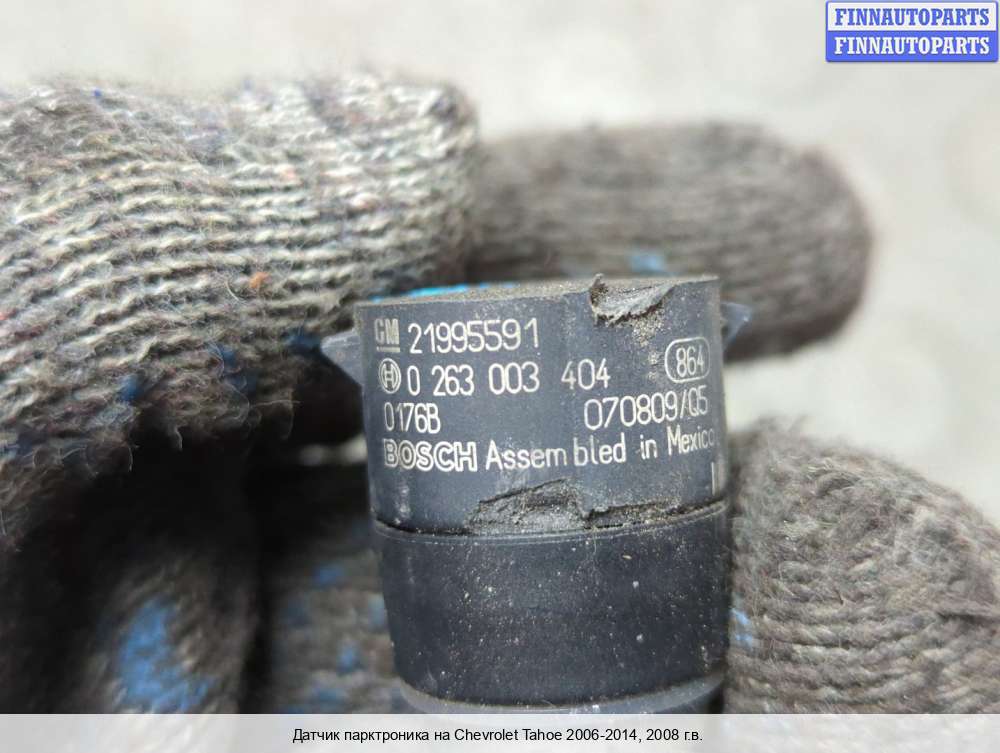 FINNAUTOPARTS
FINNAUTOPARTS
GM 21995591
0 263 003 404 864
0176B 070809/Q5
BOSCH Assembled in Mexico
Датчик парктроника на Chevrolet Tahoe 2006-2014, 2008 г.в.